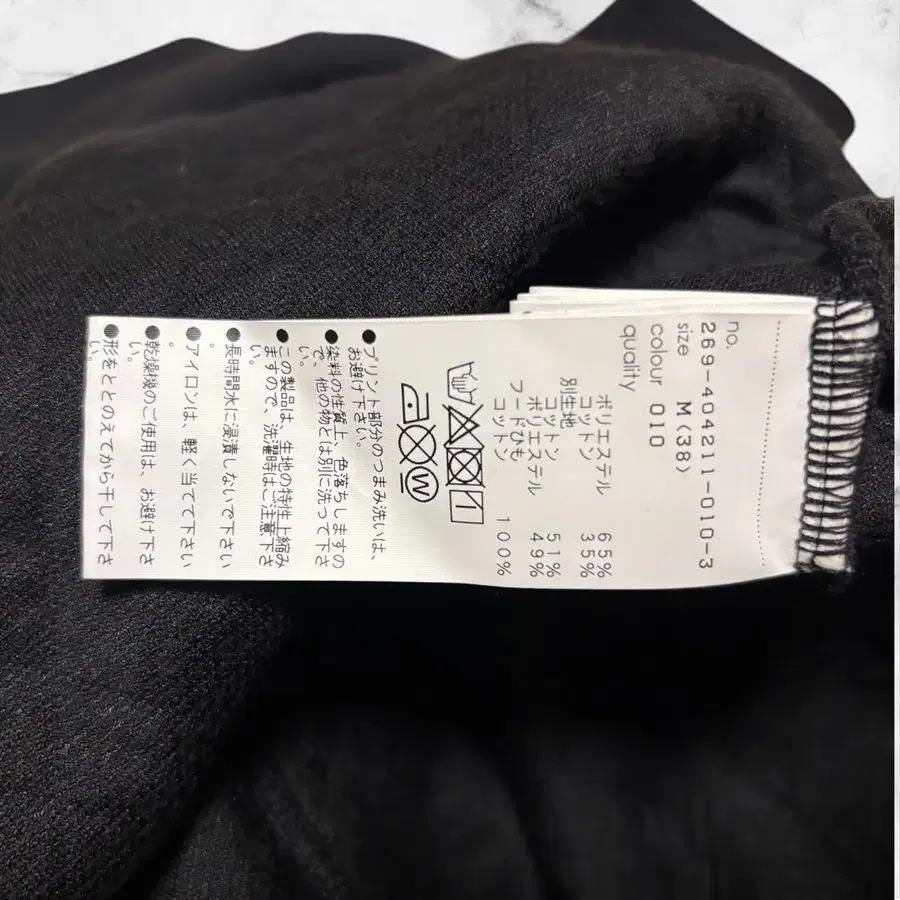 no.
269-404211-010-3
size M(38)
colour 010
quality
ポリエステル 65%
コットン 35%
別生地
コットン 51%
ポリエステル 49%
フードひも
コットン 100%
W
●プリント部分のつまみ洗いは、
お避け下さい。
●染料の性質上、色落ちしますの
で、他の物とは別に洗って下さ
い。
●この製品は、生地の特性上縮み
ますので、洗濯時はご注意下さ
い。
●長時間水に浸漬しないで下さい
。
●アイロンは、軽く当てて下さい
。
●乾燥機のご使用は、お避け下さ
い。
●形をととのえてから干して下さ
い。